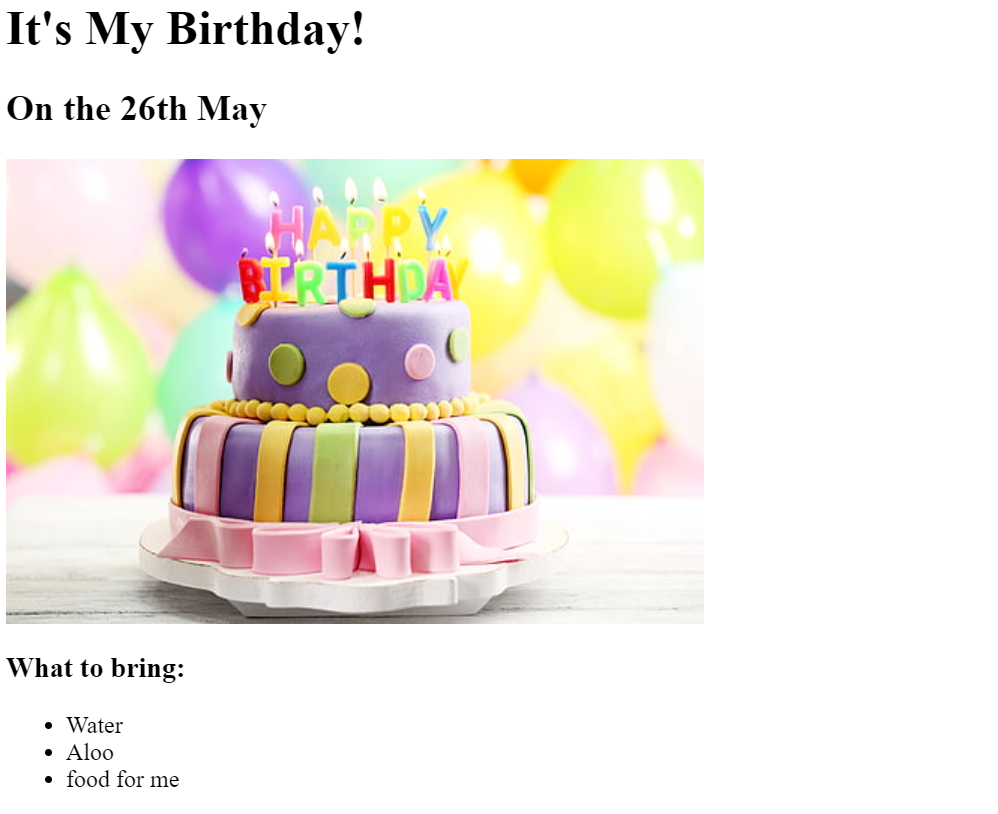 It's My Birthday!
On the 26th May
HAPPY
BIRTHDAY
What to bring:
Water
Aloo
food for me